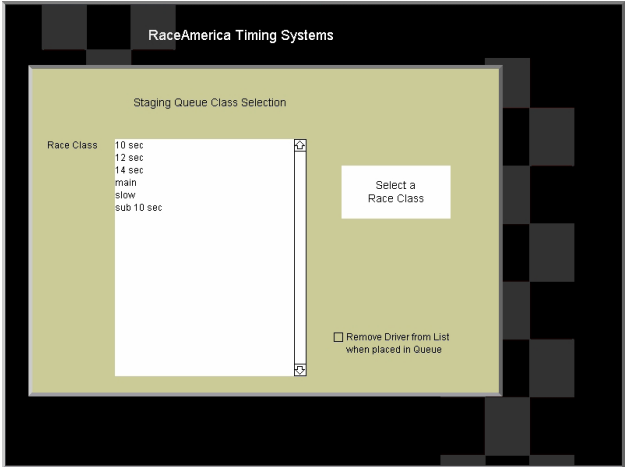 RaceAmerica Timing Systems
Staging Queue Class Selection
Race Class
10 sec
12 sec
14 sec
main
slow
sub 10 sec
Select a
Race Class
Remove Driver from List
when placed in Queue